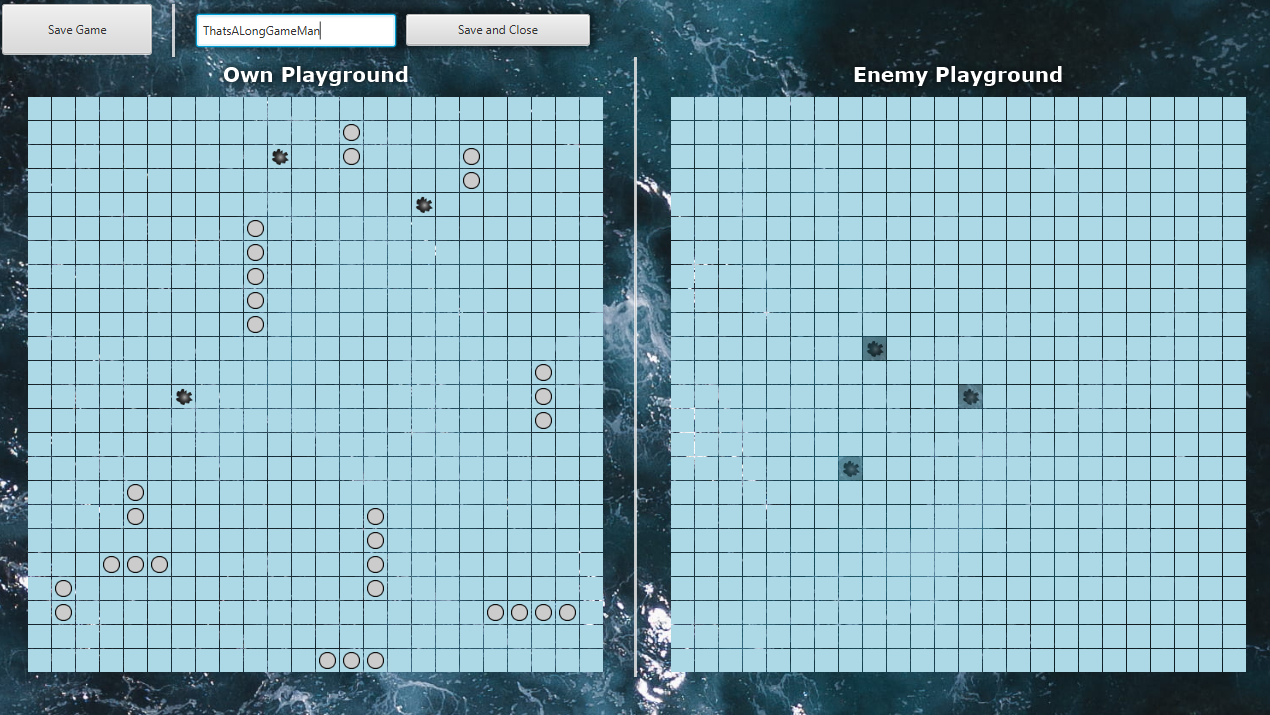 Save Game
ThatsALongGameMan
Save and Close
Own Playground
Enemy Playground